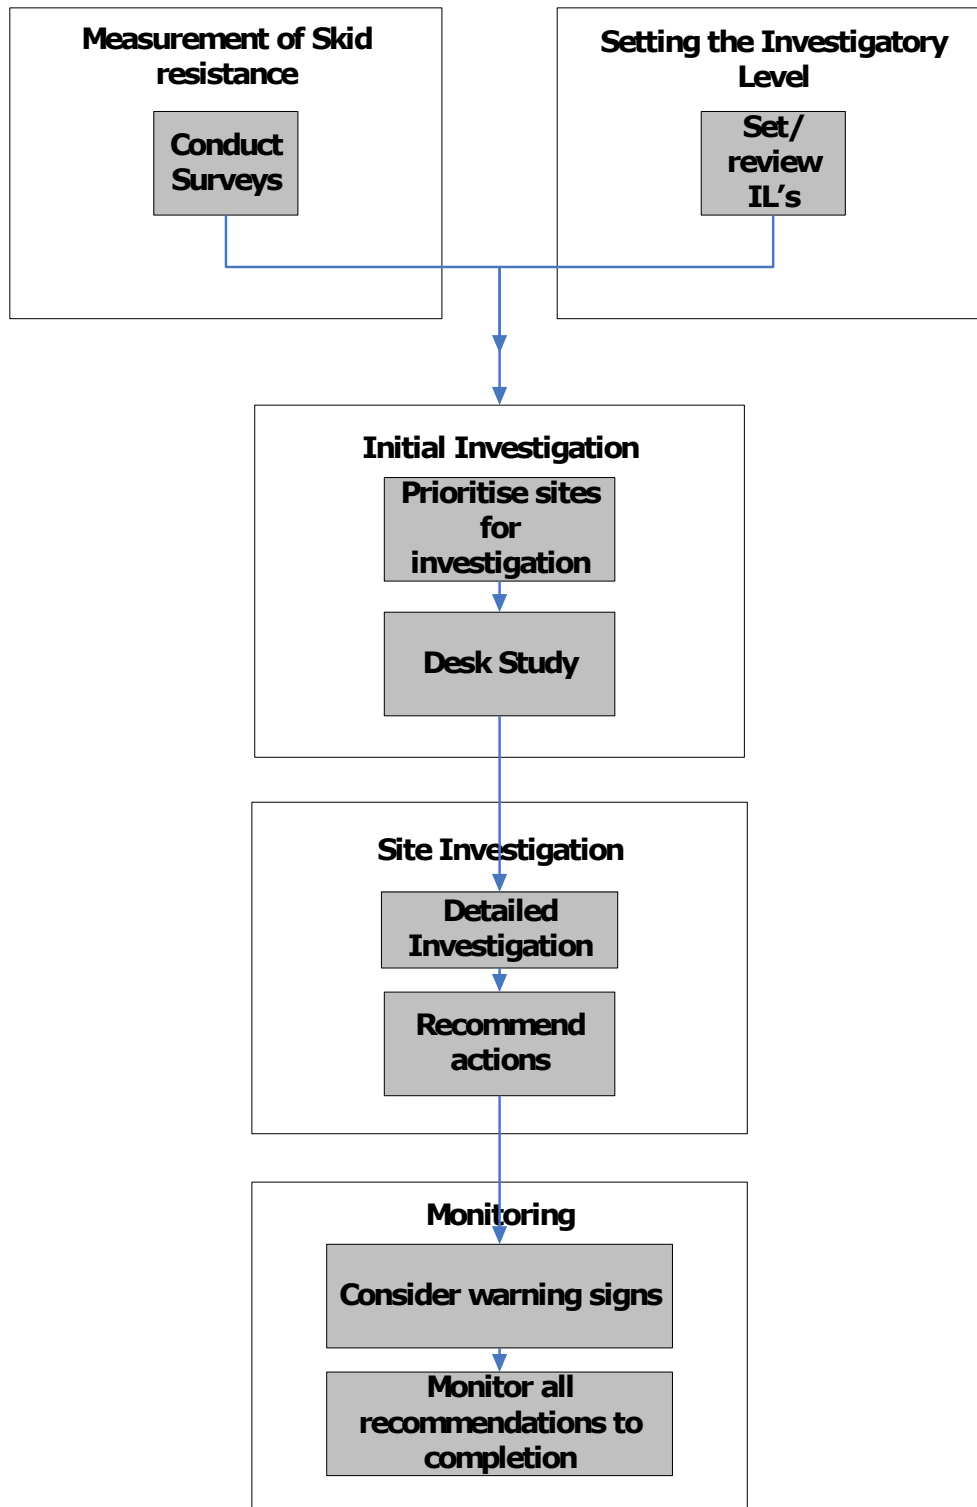 Measurement of Skid
resistance
Conduct
Surveys
Setting the Investigatory
Level
Set/
review
IL’s
Initial Investigation
Prioritise sites
for
investigation
Desk Study
Site Investigation
Detailed
Investigation
Recommend
actions
Monitoring
Consider warning signs
Monitor all
recommendations to
completion